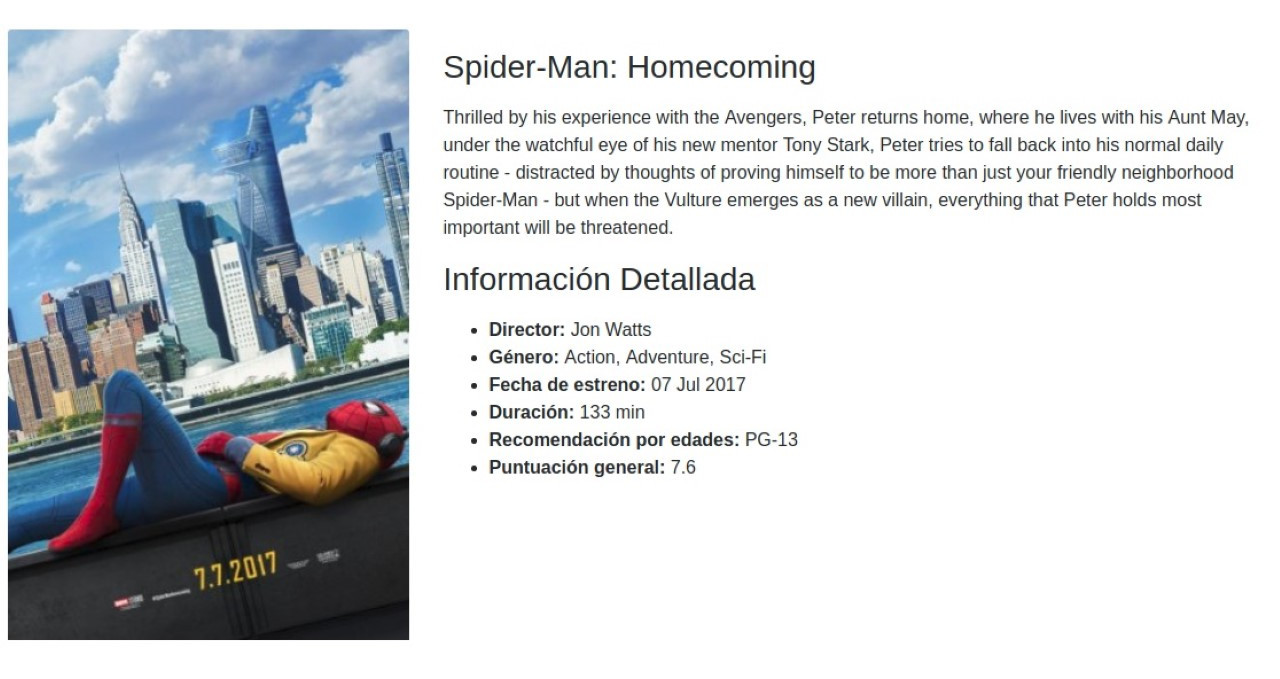 Spider-Man: Homecoming
Thrilled by his experience with the Avengers, Peter returns home, where he lives with his Aunt May,
under the watchful eye of his new mentor Tony Stark, Peter tries to fall back into his normal daily
routine - distracted by thoughts of proving himself to be more than just your friendly neighborhood
Spider-Man - but when the Vulture emerges as a new villain, everything that Peter holds most
important will be threatened.
Información Detallada
Director: Jon Watts
Género: Action, Adventure, Sci-Fi
Fecha de estreno: 07 Jul 2017
Duración: 133 min
Recomendación por edades: PG-13
Puntuación general: 7.6
7.7.2017